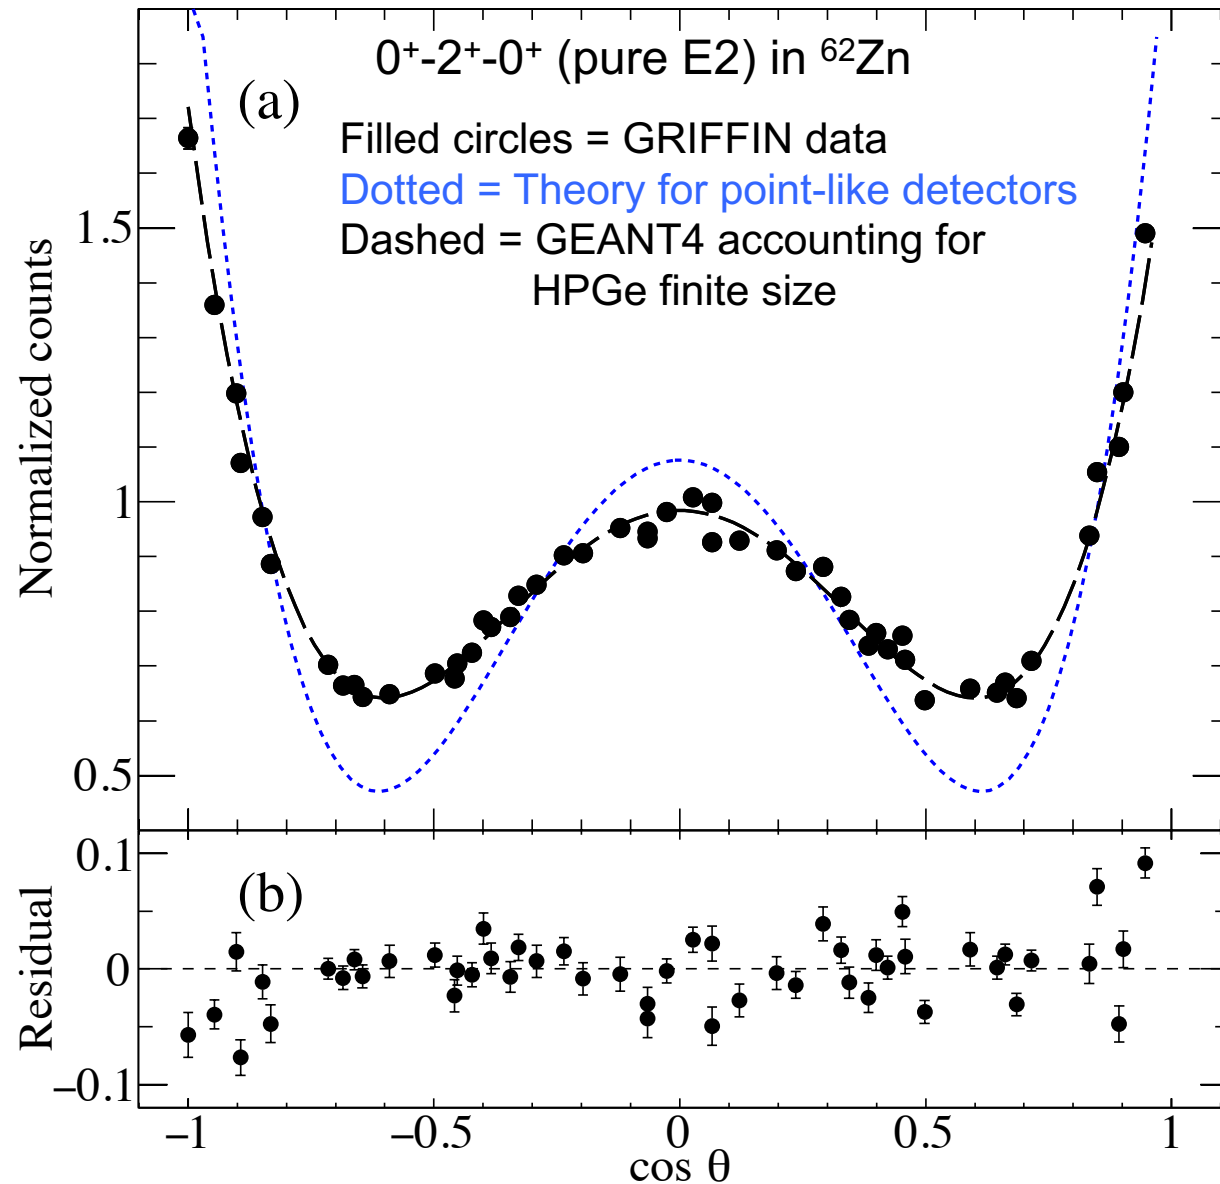 0⁺-2⁺-0⁺ (pure E2) in ⁶²Zn
(a)
Filled circles = GRIFFIN data
Dotted = Theory for point-like detectors
Dashed = GEANT4 accounting for
HPGe finite size
Normalized counts
1.5
1
0.5
(b)
Residual
0.1
0
−0.1
−1 −0.5 0 0.5 1
cos θ